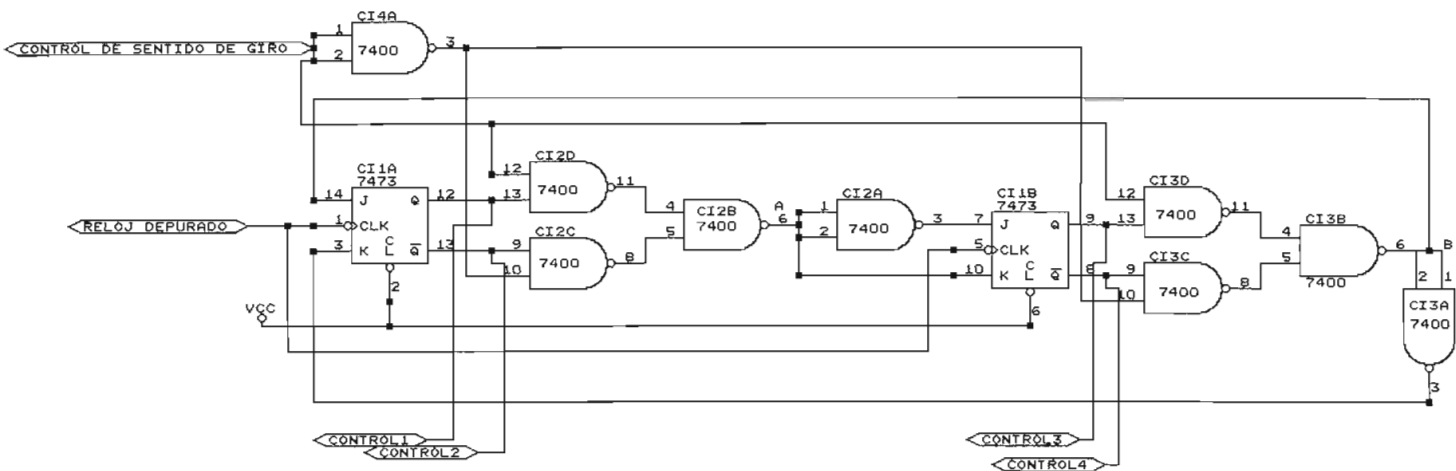 CI4A
1
7400
3
2
CONTROL DE SENTIDO DE GIRO
CI1A
7473
14
J
Q
12
1
CLK
3
K
C
L
Q
13
2
RELOJ DEPURADO
VCC
CI2D
12
13
7400
11
CI2C
9
10
7400
8
CI2B
4
5
7400
6
A
CI2A
1
2
7400
3
CI1B
7473
7
J
Q
9
5
CLK
10
K
C
L
Q
8
6
CI3D
12
13
7400
11
CI3C
9
10
7400
8
CI3B
4
5
7400
6
B
2
1
CI3A
7400
3
CONTROL1
CONTROL2
CONTROL3
CONTROL4